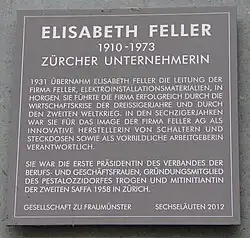 ELISABETH FELLER
1910-1973
ZÜRCHER UNTERNEHMERIN
1931 ÜBERNAHM ELISABETH FELLER DIE LEITUNG DER
FIRMA FELLER, ELEKTROINSTALLATIONSMATERIALIEN, IN
HORGEN. SIE FÜHRTE DIE FIRMA ERFOLGREICH DURCH DIE
WIRTSCHAFTSKRISE DER DREISSIGERJAHRE UND DURCH
DEN ZWEITEN WELTKRIEG. IN DEN SECHZIGERJAHREN
WAR SIE FÜR DAS IMAGE DER FIRMA FELLER AG ALS
INNOVATIVE HERSTELLERIN VON SCHALTERN UND
STECKDOSEN SOWIE ALS VORBILDLICHE ARBEITGEBERIN
VERANTWORTLICH.
SIE WAR DIE ERSTE PRÄSIDENTIN DES VERBANDES DER
BERUFS- UND GESCHÄFTSFRAUEN, GRÜNDUNGSMITGLIED
DES PESTALOZZIDORFES TROGEN UND MITINITIANTIN
DER ZWEITEN SAFFA 1958 IN ZÜRICH.
GESELLSCHAFT ZU FRAUMÜNSTER SECHSELÄUTEN 2012